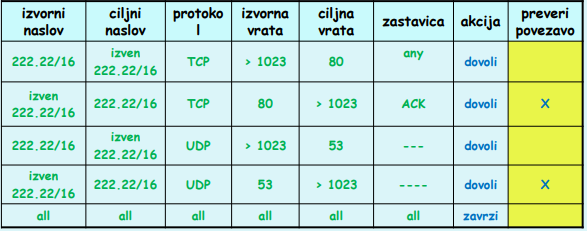 izvorni naslov ciljni naslov protokol izvorna vrata ciljna vrata zastavica akcija preveri povezavo
222.22/16 izven 222.22/16 TCP > 1023 80 any dovoli
izven 222.22/16 222.22/16 TCP 80 > 1023 ACK dovoli X
222.22/16 izven 222.22/16 UDP > 1023 53 --- dovoli
izven 222.22/16 222.22/16 UDP 53 > 1023 ---- dovoli X
all all all all all all zavrzi